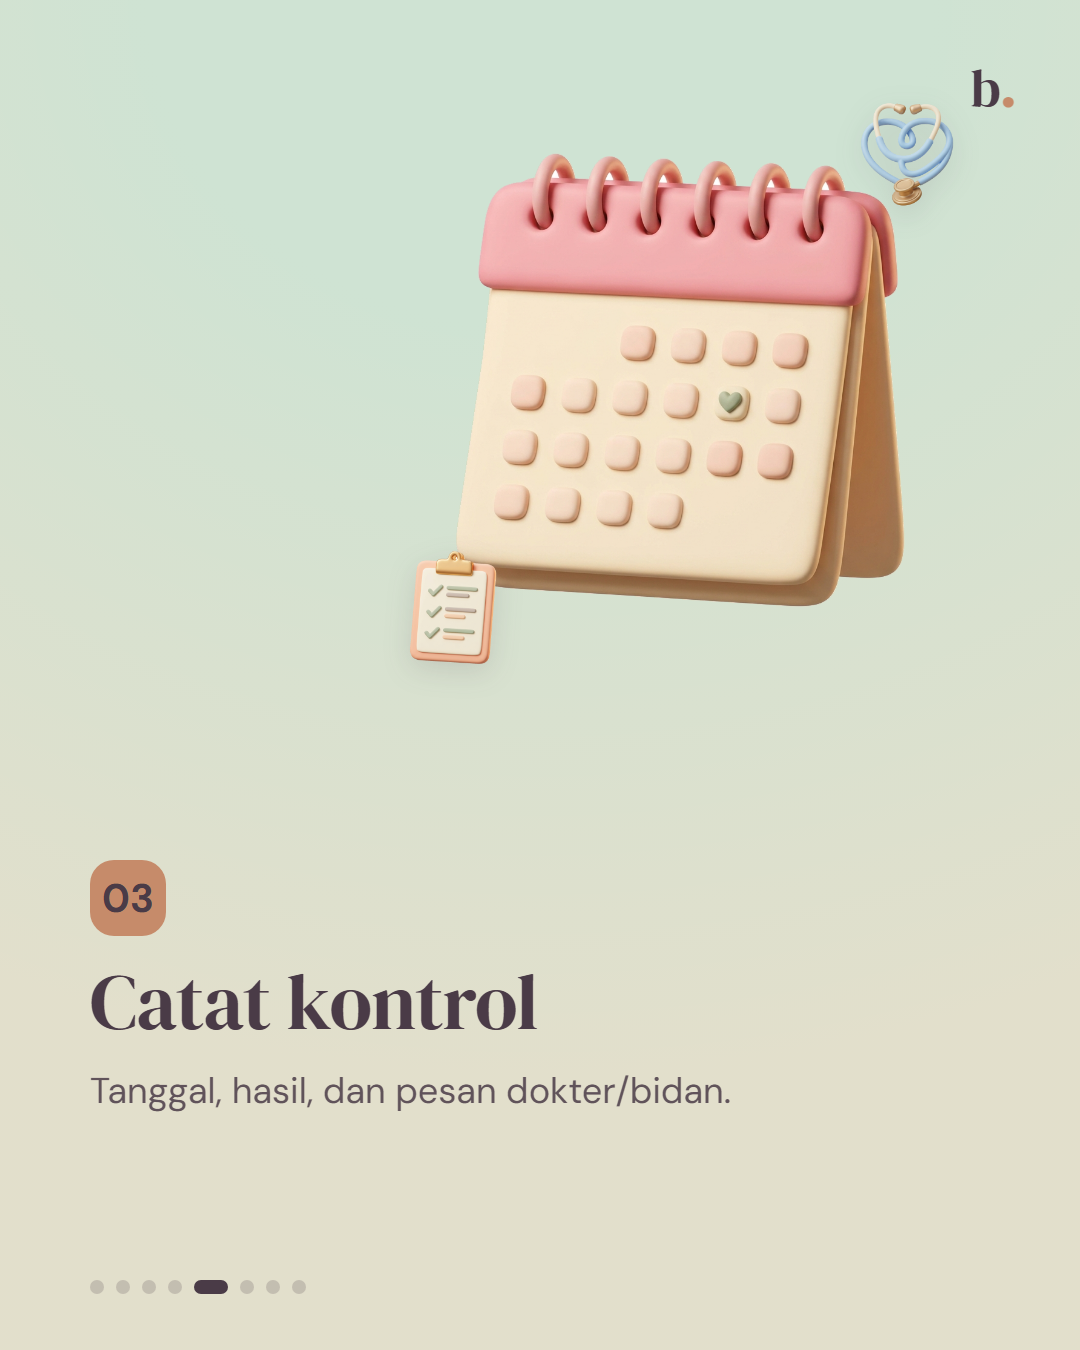 b.
03
Catat kontrol
Tanggal, hasil, dan pesan dokter/bidan.